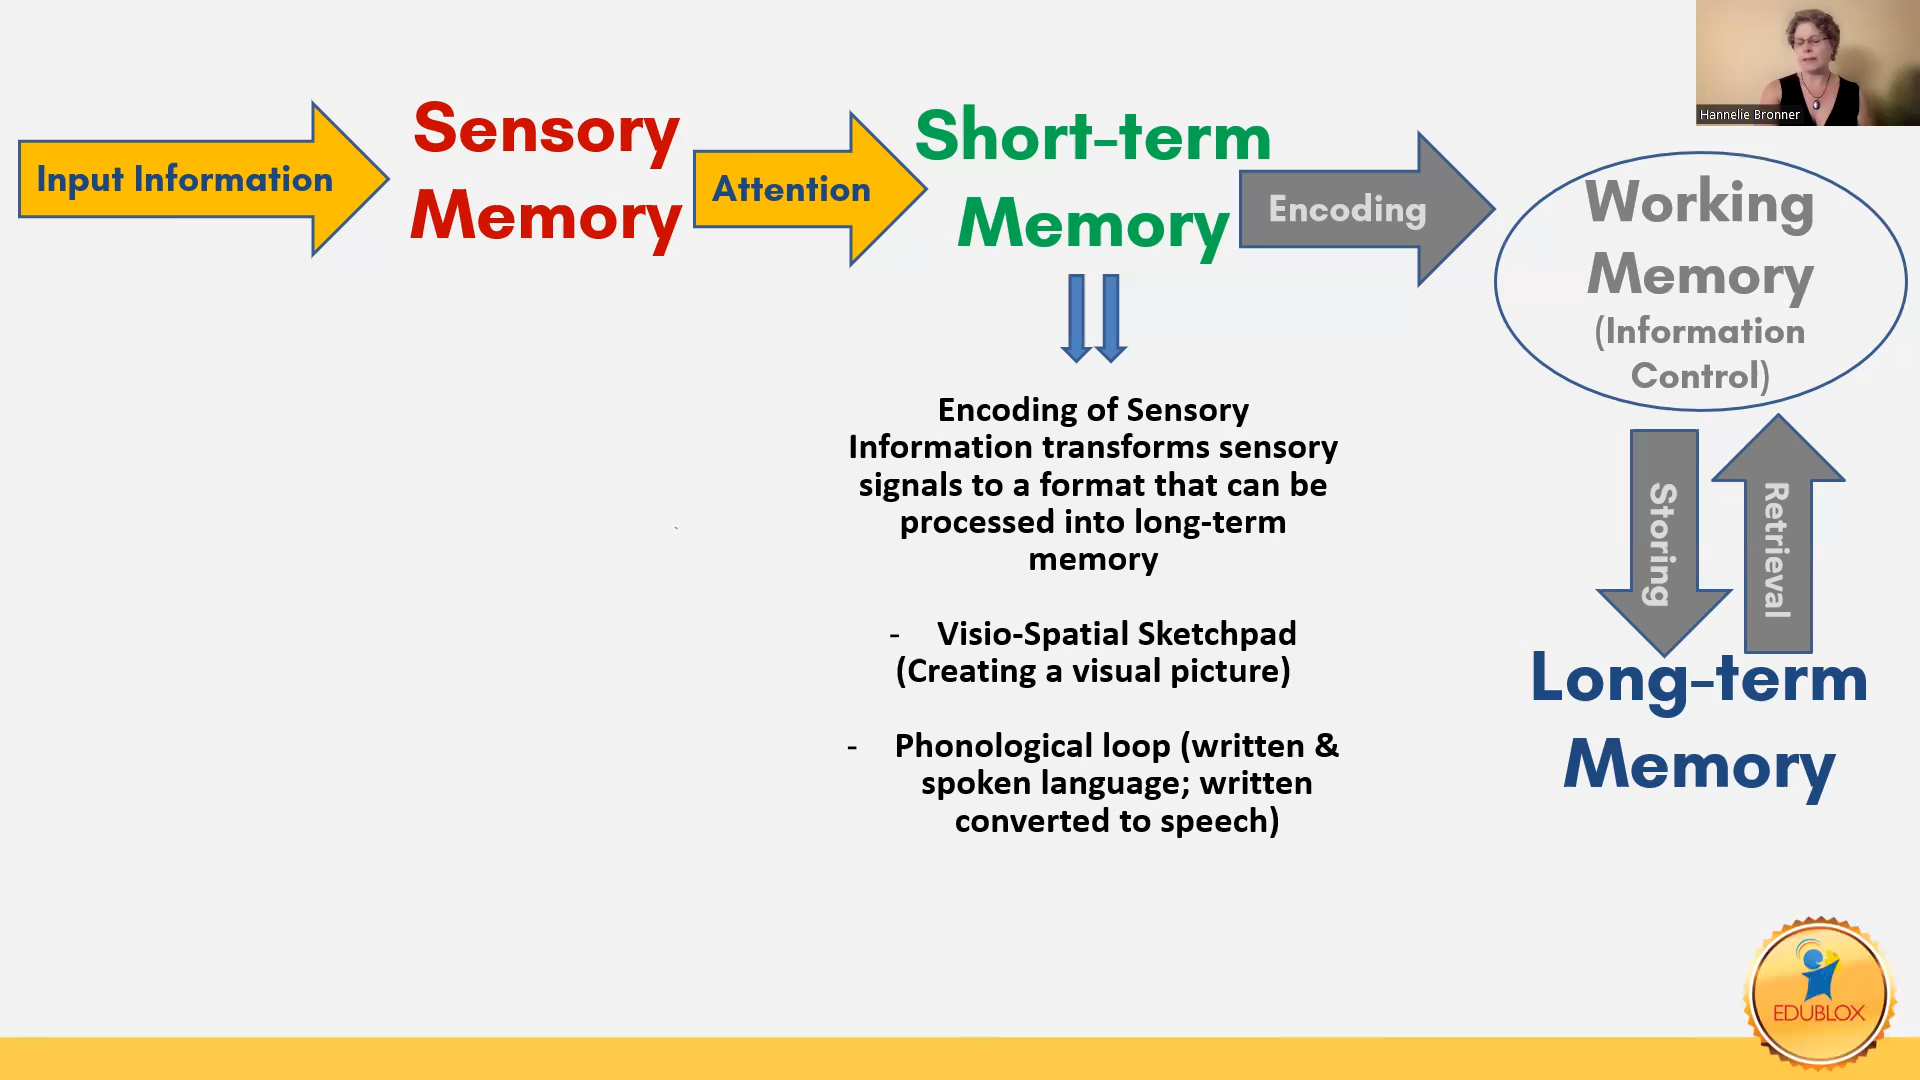 Hannelie Bronner
Input Information
Sensory
Memory
Attention
Short-term
Memory
Encoding
Working
Memory
(Information
Control)
Encoding of Sensory
Information transforms sensory
signals to a format that can be
processed into long-term
memory
- Visio-Spatial Sketchpad
(Creating a visual picture)
- Phonological loop (written &
spoken language; written
converted to speech)
Storing
Retrieval
Long-term
Memory
EDUBLOX